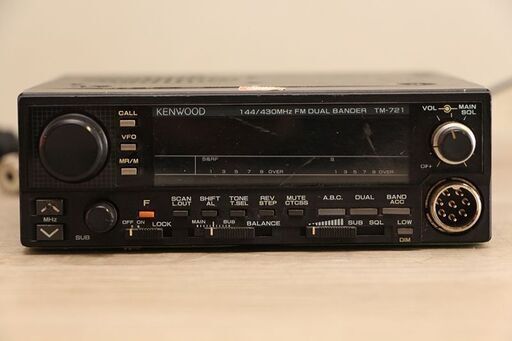 KENWOOD 144/430MHz FM DUAL BANDER TM-721
CALL
VFO
MR/M
VOL MAIN SQL
OFF
S&RF S
1 3 5 7 8 OVER 1 3 5 7 8 OVER
MHz
SUB
F
OFF ON LOCK
SCAN L.OUT
SHIFT AL
TONE T.SEL
REV STEP
MUTE CTCSS
A.B.C.
DUAL
BAND ACC
MAIN SUB BALANCE
SUB SQL
LOW
DIM